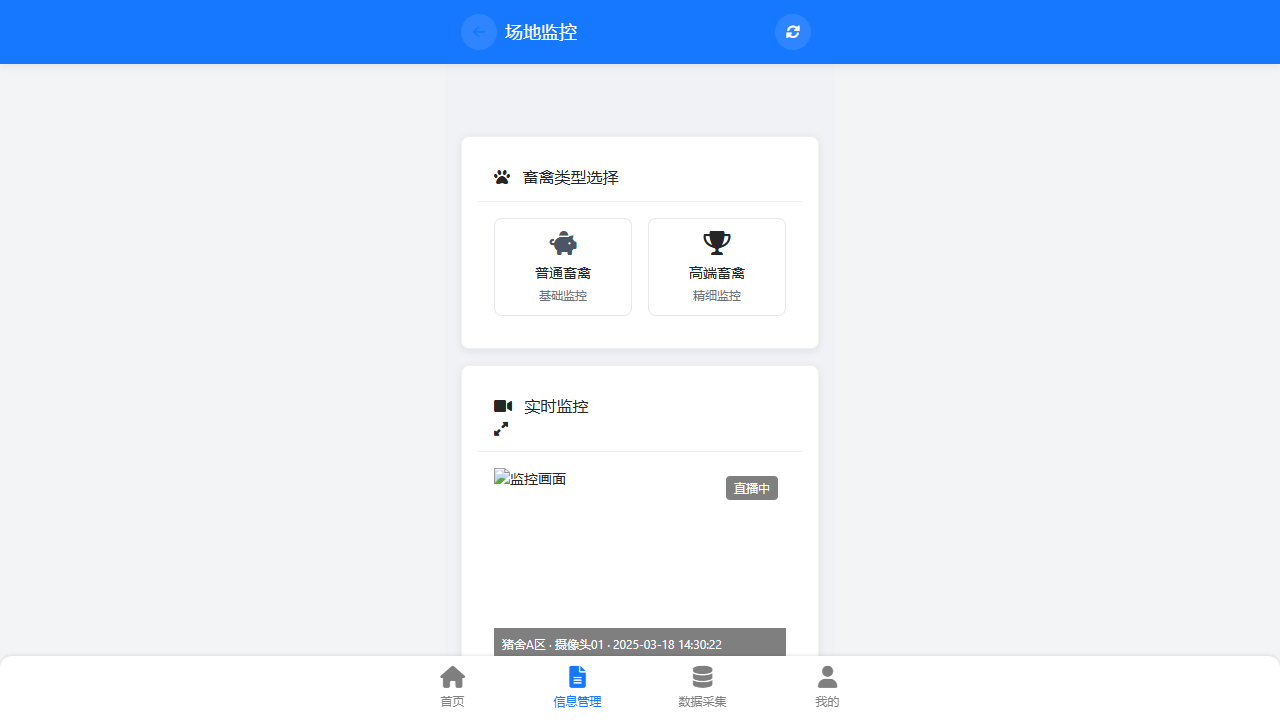 场地监控
畜禽类型选择
普通畜禽
基础监控
高端畜禽
精细监控
实时监控
监控画面
直播中
猪舍A区 · 摄像头01 · 2025-03-18 14:30:22
首页
信息管理
数据采集
我的